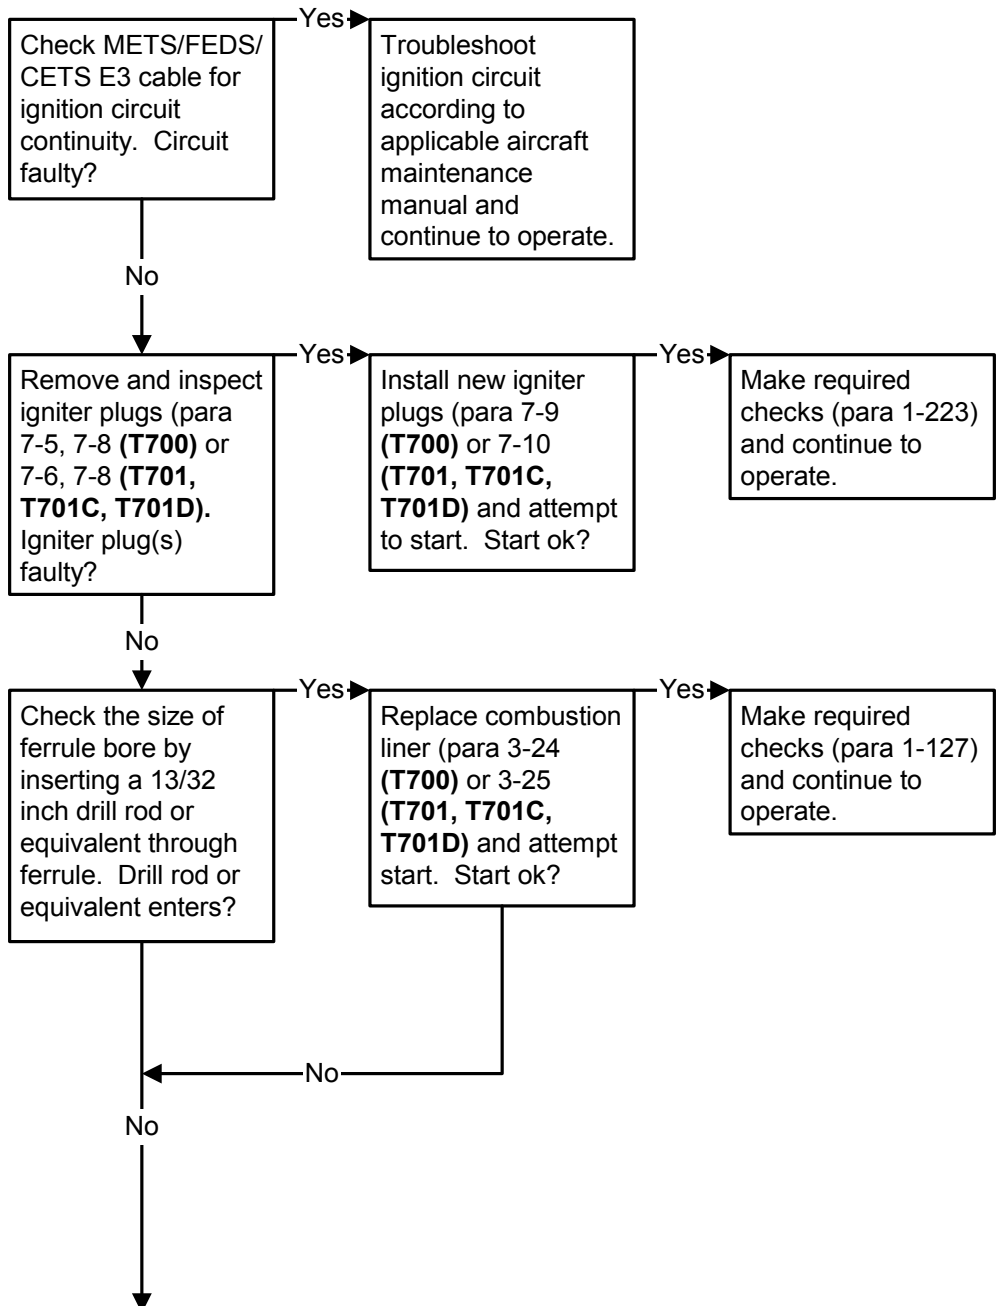 Yes
Check METS/FEDS/
CETS E3 cable for
ignition circuit
continuity.  Circuit
faulty?
Troubleshoot
ignition circuit
according to
applicable aircraft
maintenance
manual and
continue to operate.
No
Yes
Yes
Remove and inspect
igniter plugs (para
7-5, 7-8 (T700) or
7-6, 7-8 (T701,
T701C, T701D).
Igniter plug(s)
faulty?
Install new igniter
plugs (para 7-9
(T700) or 7-10
(T701, T701C,
T701D) and attempt
to start.  Start ok?
Make required
checks (para 1-223)
and continue to
operate.
No
Yes
Yes
Check the size of
ferrule bore by
inserting a 13/32
inch drill rod or
equivalent through
ferrule.  Drill rod or
equivalent enters?
Replace combustion
liner (para 3-24
(T700) or 3-25
(T701, T701C,
T701D) and attempt
start.  Start ok?
Make required
checks (para 1-127)
and continue to
operate.
No
No